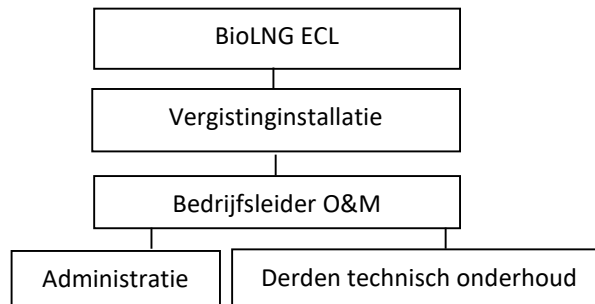 BioLNG ECL
Vergistinginstallatie
Bedrijfsleider O&M
Administratie
Derden technisch onderhoud